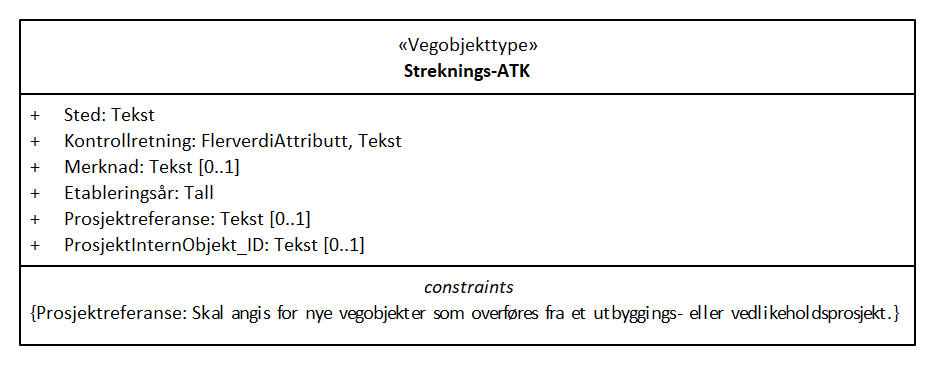 «Vegobjekttype»
Streknings-ATK
+ Sted: Tekst
+ Kontrollretning: FlerverdiAttributt, Tekst
+ Merknad: Tekst [0..1]
+ Etableringsår: Tall
+ Prosjektreferanse: Tekst [0..1]
+ ProsjektInternObjekt_ID: Tekst [0..1]
constraints
{Prosjektreferanse: Skal angis for nye vegobjekter som overføres fra et utbyggings- eller vedlikeholdsprosjekt.}